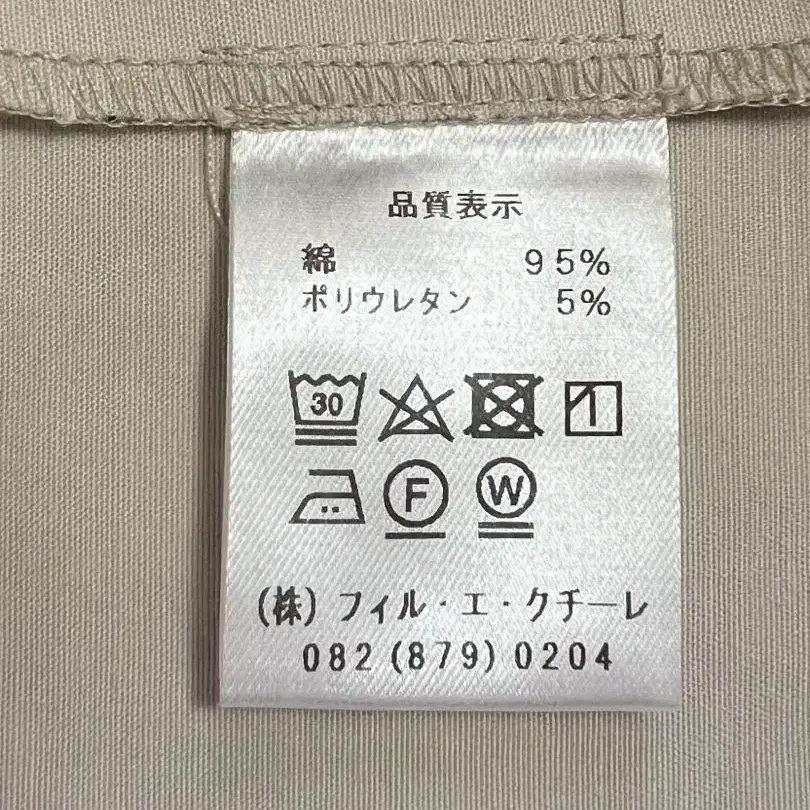 品質表示
綿 95%
ポリウレタン 5%
30
F W
(株) フィル・エ・クチーレ
082 (879) 0204